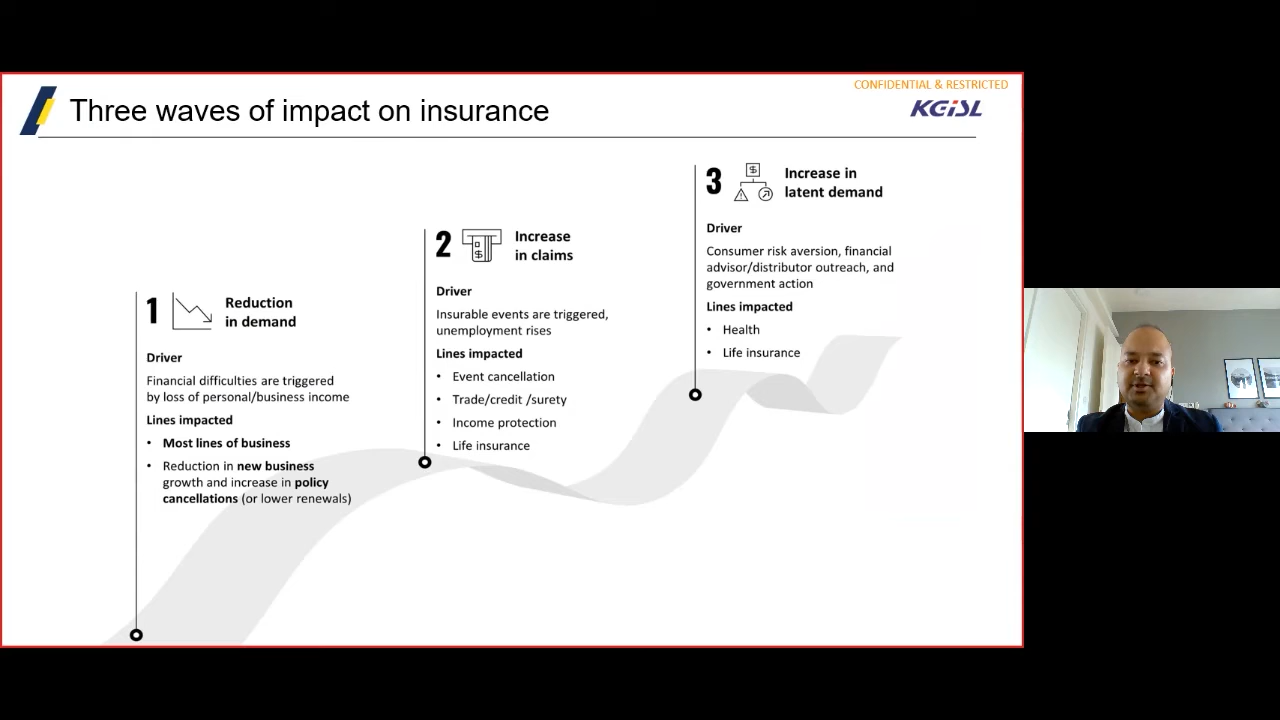 CONFIDENTIAL & RESTRICTED
KGiSL
Three waves of impact on insurance
1
Reduction
in demand
Driver
Financial difficulties are triggered
by loss of personal/business income
Lines impacted
• Most lines of business
• Reduction in new business
growth and increase in policy
cancellations (or lower renewals)
2
$
Increase
in claims
Driver
Insurable events are triggered,
unemployment rises
Lines impacted
• Event cancellation
• Trade/credit /surety
• Income protection
• Life insurance
3
$
Increase in
latent demand
Driver
Consumer risk aversion, financial
advisor/distributor outreach, and
government action
Lines impacted
• Health
• Life insurance